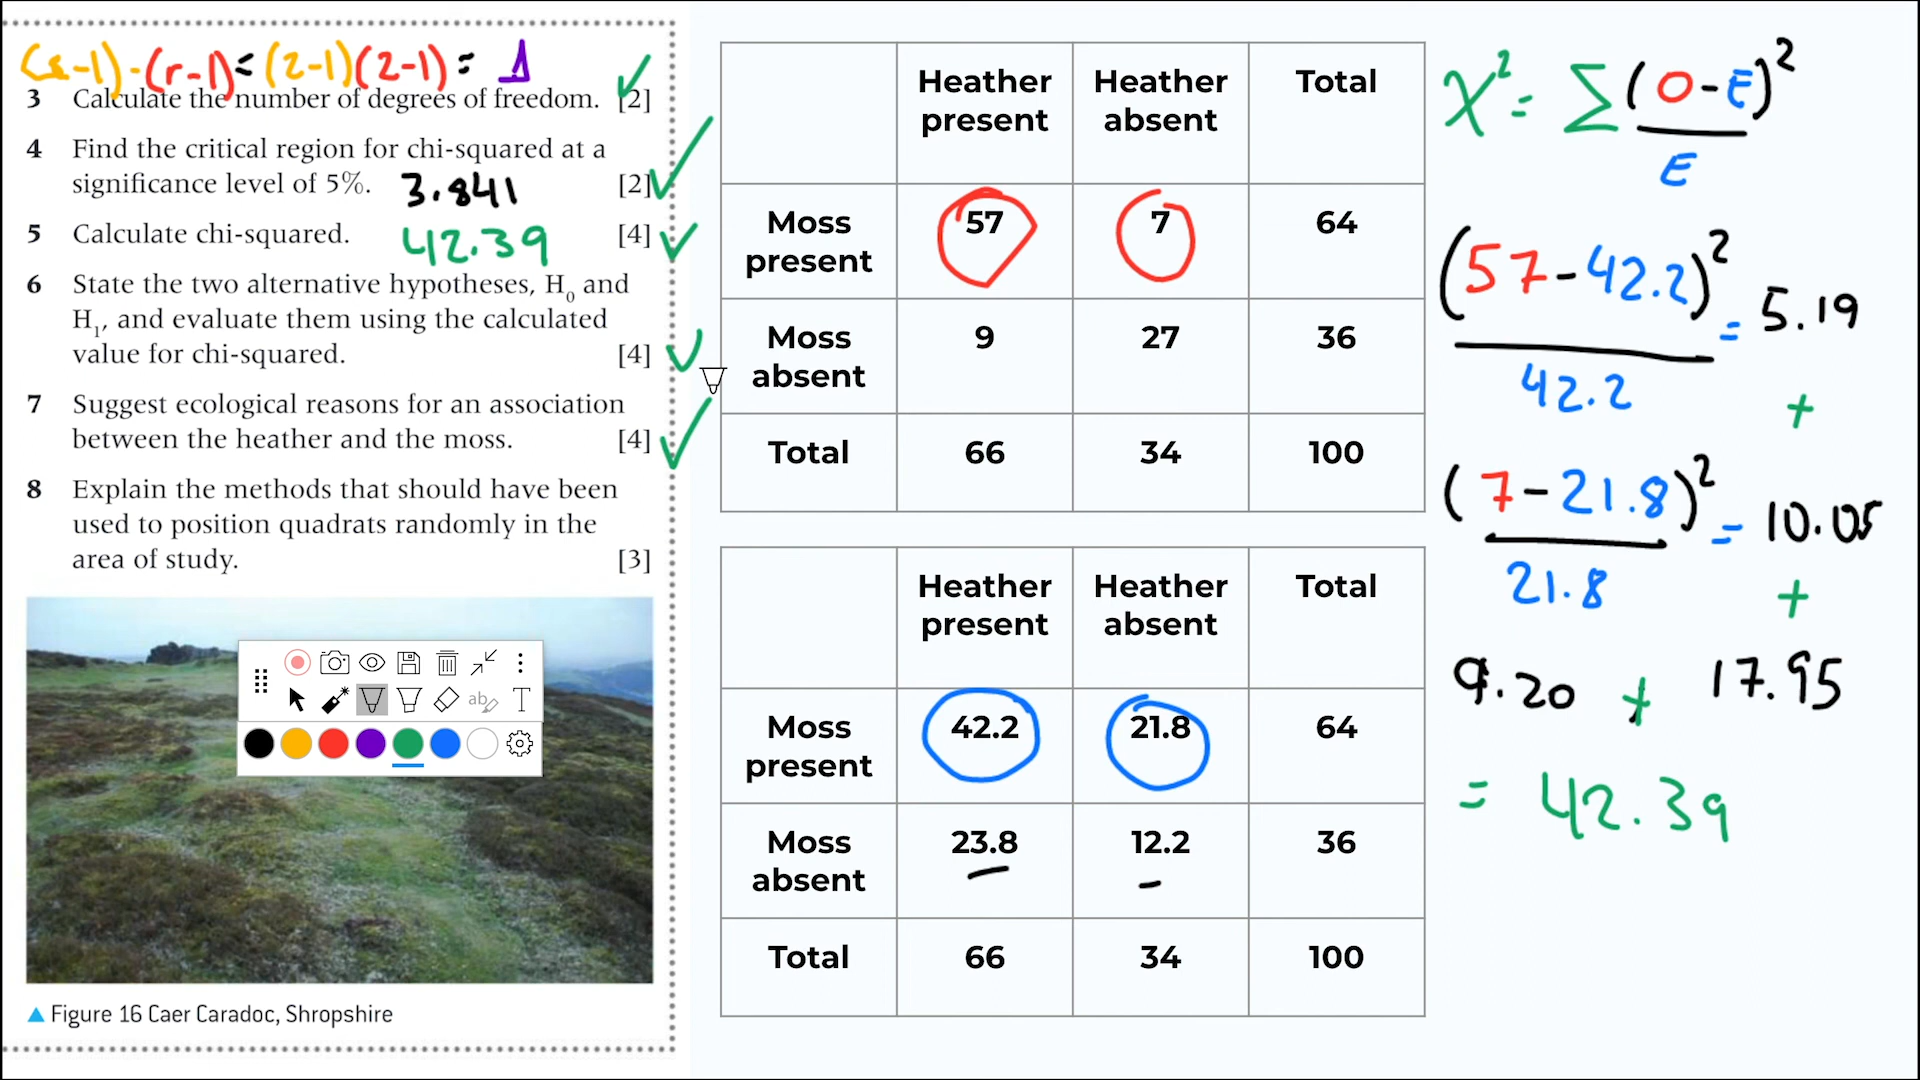 (c-1)·(r-1)=(2-1)(2-1)= 1
3 Calculate the number of degrees of freedom. [2]
4 Find the critical region for chi-squared at a
significance level of 5%. 3.841 [2]
5 Calculate chi-squared. 42.39 [4]
6 State the two alternative hypotheses, H₀ and
H₁, and evaluate them using the calculated
value for chi-squared. [4]
7 Suggest ecological reasons for an association
between the heather and the moss. [4]
8 Explain the methods that should have been
used to position quadrats randomly in the
area of study. [3]
ab
T
▲ Figure 16 Caer Caradoc, Shropshire
Heather present Heather absent Total
Moss present 57 7 64
Moss absent 9 27 36
Total 66 34 100
Heather present Heather absent Total
Moss present 42.2 21.8 64
Moss absent 23.8 12.2 36
Total 66 34 100
χ² = Σ (O-E)²
E
(57-42.2)² = 5.19
42.2 +
(7-21.8)² = 10.05
21.8 +
9.20 + 17.95
= 42.39